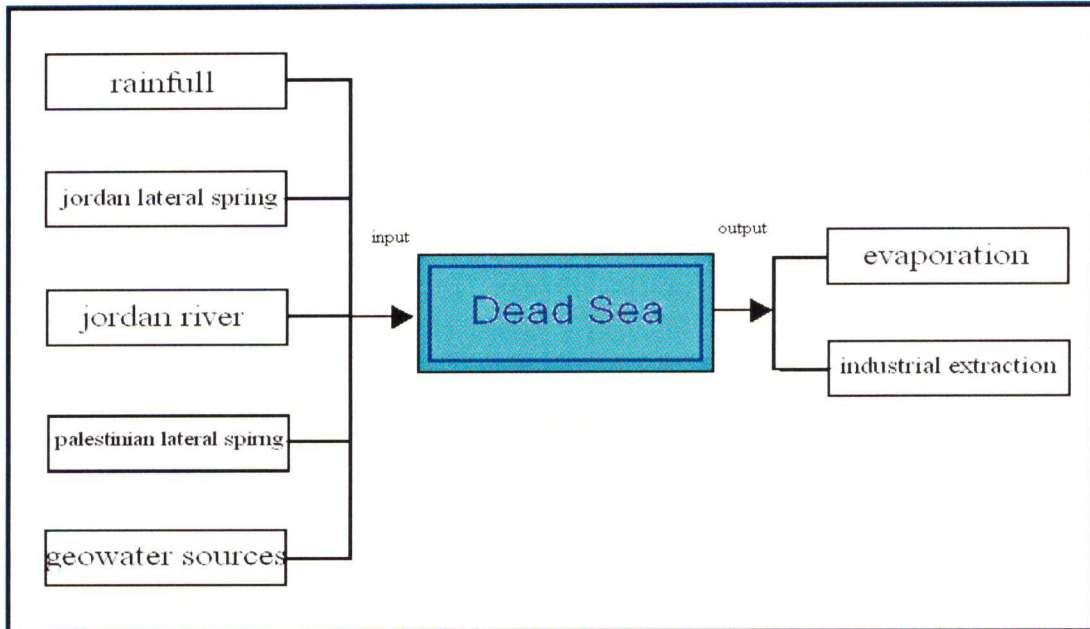 rainfull
jordan lateral spring
jordan river
palestinian lateral spirng
geowater sources
input
Dead Sea
output
evaporation
industrial extraction